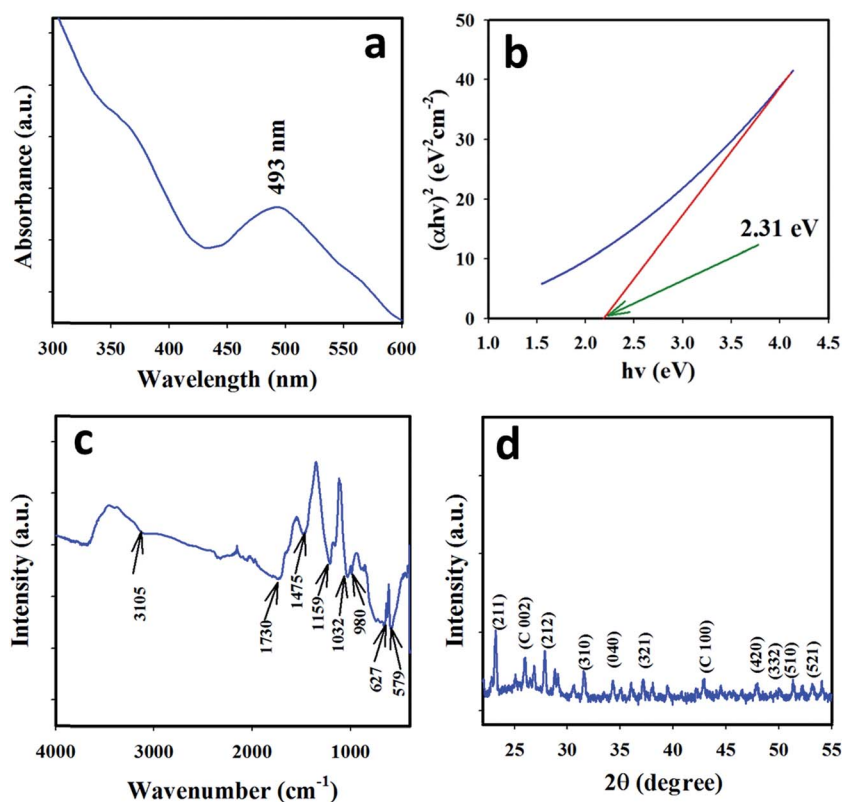 a
493 nm
Absorbance (a.u.)
300 350 400 450 500 550 600
Wavelength (nm)
b
50
40
30
20
10
0
(αhν)² (eV²cm⁻²)
2.31 eV
1.0 1.5 2.0 2.5 3.0 3.5 4.0 4.5
hν (eV)
c
Intensity (a.u.)
3105
1730
1475
1159
1032
980
627
579
4000 3000 2000 1000
Wavenumber (cm⁻¹)
d
Intensity (a.u.)
(211)
(C 002)
(212)
(310)
(040)
(321)
(C 100)
(420)
(332)
(510)
(521)
25 30 35 40 45 50 55
2θ (degree)